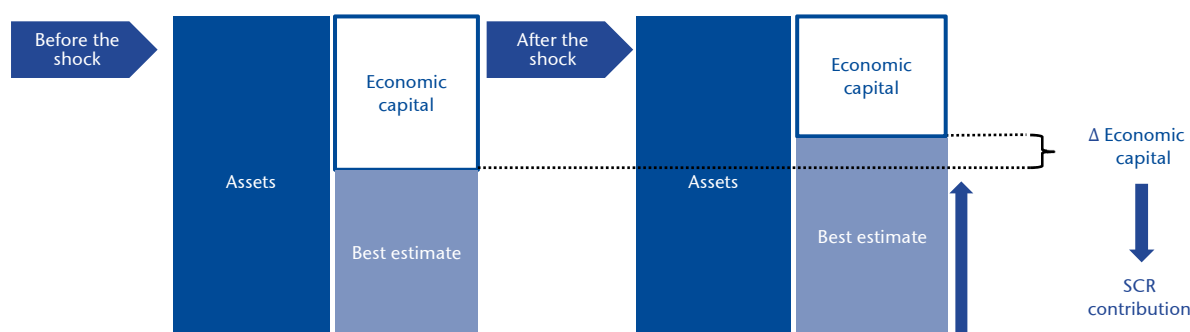 Before the
shock
Assets
Economic
capital
Best estimate
After the
shock
Assets
Economic
capital
Best estimate
Δ Economic
capital
SCR
contribution